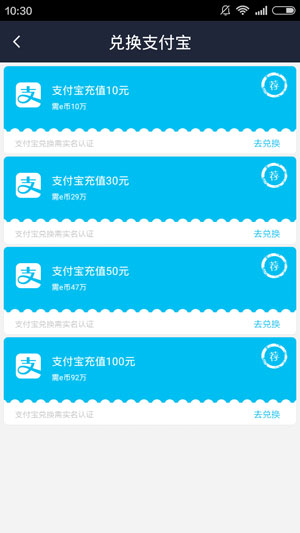 10:30
兑换支付宝
荐
支
支付宝充值10元
需e币10万
支付宝兑换需实名认证
去兑换
荐
支
支付宝充值30元
需e币29万
支付宝兑换需实名认证
去兑换
荐
支
支付宝充值50元
需e币47万
支付宝兑换需实名认证
去兑换
荐
支
支付宝充值100元
需e币92万
支付宝兑换需实名认证
去兑换